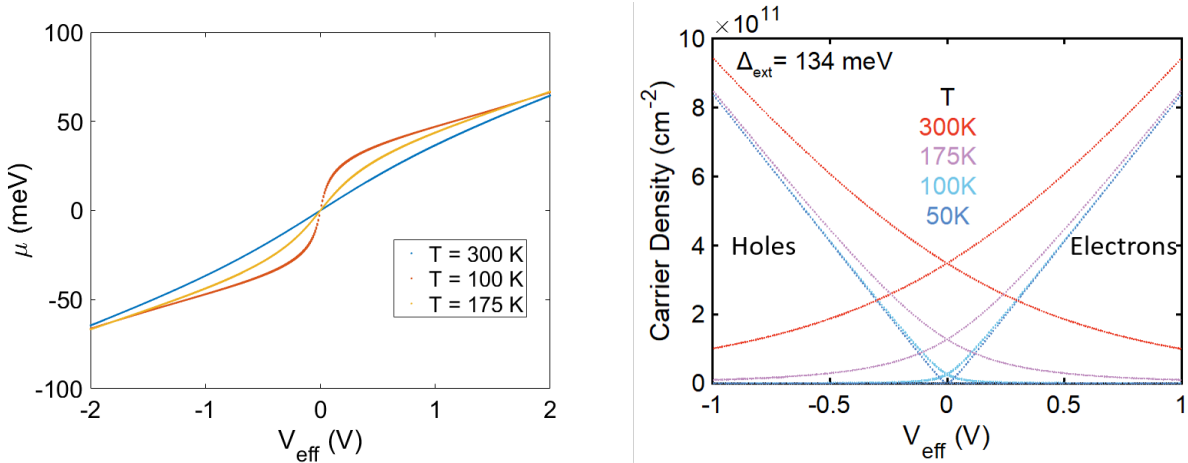 100
50
0
-50
-100
μ (meV)
T = 300 K
T = 100 K
T = 175 K
-2
-1
0
1
2
V_eff (V)
× 10^11
10
8
6
4
2
0
Carrier Density (cm^-2)
Δ_ext= 134 meV
T
300K
175K
100K
50K
Holes
Electrons
-1
-0.5
0
0.5
1
V_eff (V)